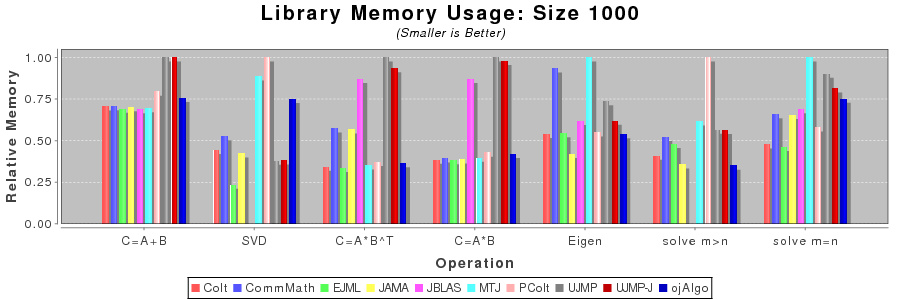 Library Memory Usage: Size 1000
(Smaller is Better)
Relative Memory
1.00
0.75
0.50
0.25
0.00
C=A+B SVD C=A*B^T C=A*B Eigen solve m>n solve m=n
Operation
Colt CommMath EJML JAMA JBLAS MTJ PColt UJMP UJMP-J ojAlgo